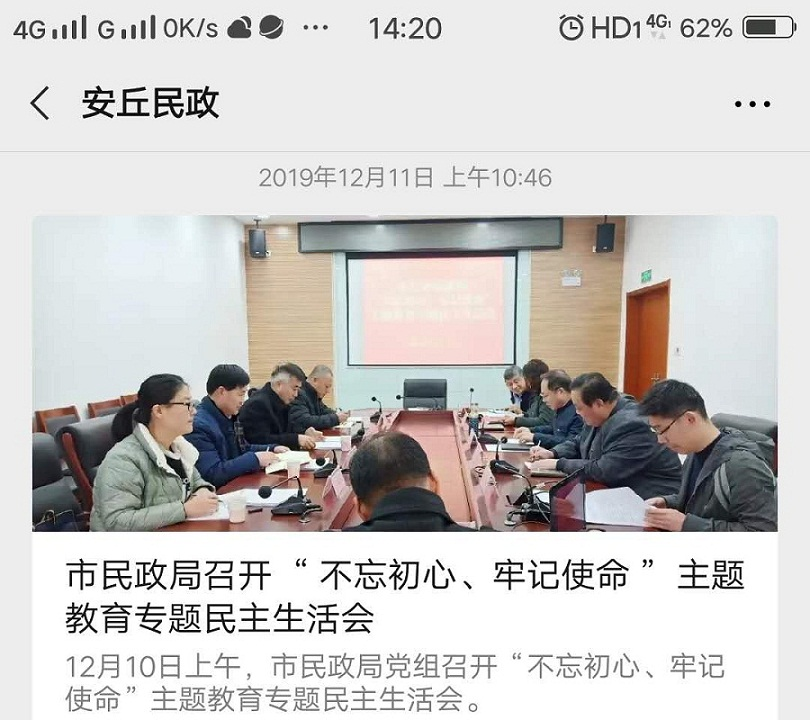 4G G 0K/s ··· 14:20 HD1 4G 62%
安丘民政
2019年12月11日 上午10:46
市民政局召开“不忘初心、牢记使命”主题
教育专题民主生活会
12月10日上午，市民政局党组召开“不忘初心、牢记
使命”主题教育专题民主生活会。